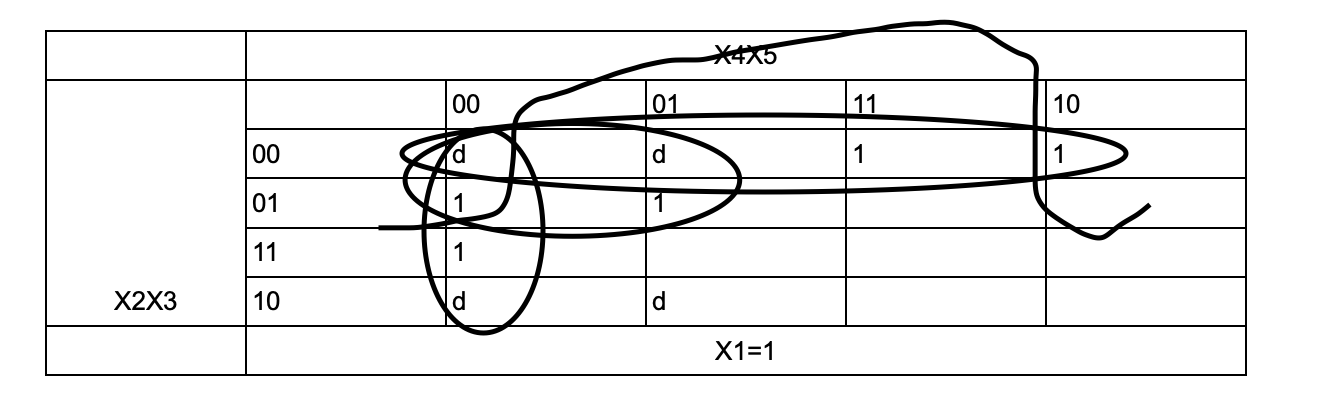 X4X5
00 01 11 10
00 d d 1 1
01 1 1
11 1
X2X3 10 d d
X1=1